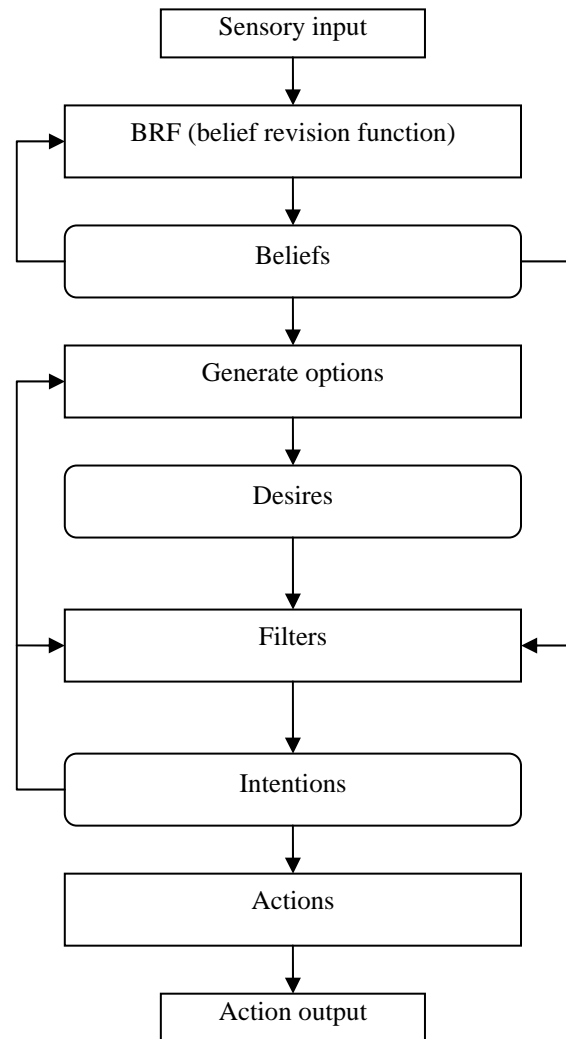 Sensory input
BRF (belief revision function)
Beliefs
Generate options
Desires
Filters
Intentions
Actions
Action output